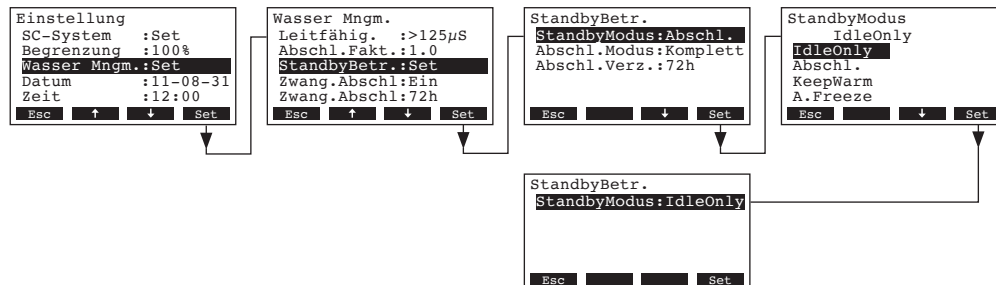 Einstellung
SC-System :Set
Begrenzung :100%
Wasser Mngm.:Set
Datum :11-08-31
Zeit :12:00
Esc ↑ ↓ Set
Wasser Mngm.
Leitfähig. :>125µS
Abschl.Fakt.:1.0
StandbyBetr.:Set
Zwang.Abschl:Ein
Zwang.Abschl:72h
Esc ↑ ↓ Set
StandbyBetr.
StandbyModus:Abschl.
Abschl.Modus:Komplett
Abschl.Verz.:72h
Esc ↓ Set
StandbyModus
IdleOnly
IdleOnly
Abschl.
KeepWarm
A.Freeze
Esc ↓ Set
StandbyBetr.
StandbyModus:IdleOnly
Esc Set